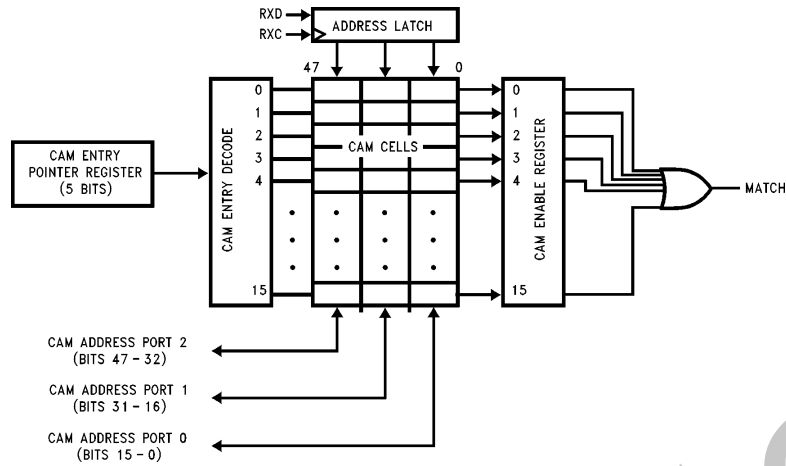 RXD
RXC
ADDRESS LATCH
47
0
CAM ENTRY
POINTER REGISTER
(5 BITS)
CAM ENTRY DECODE
0
1
2
3
4
15
CAM CELLS
CAM ENABLE REGISTER
0
1
2
3
4
15
MATCH
CAM ADDRESS PORT 2
(BITS 47 – 32)
CAM ADDRESS PORT 1
(BITS 31 – 16)
CAM ADDRESS PORT 0
(BITS 15 – 0)